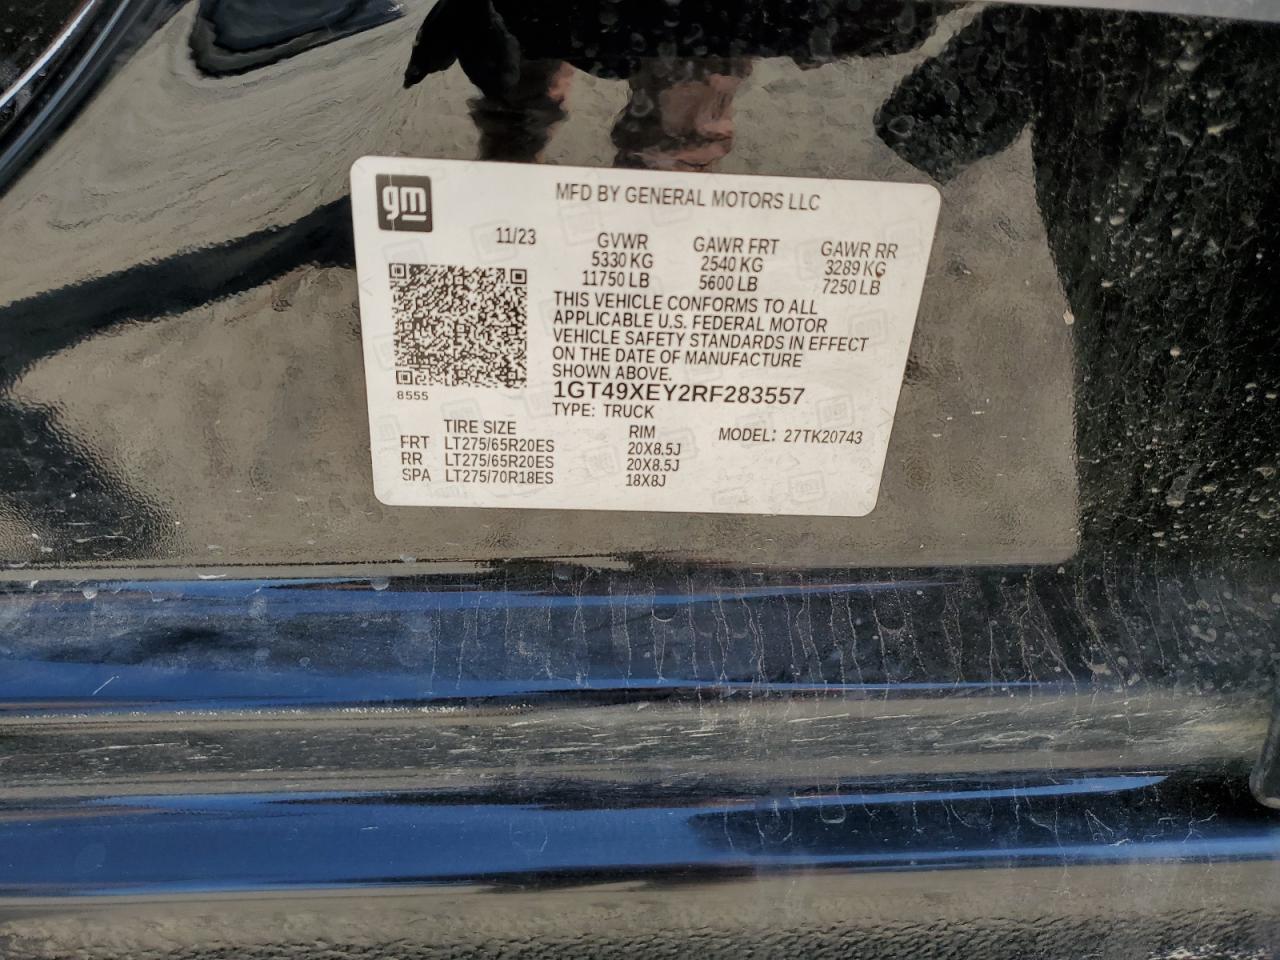 gm
MFD BY GENERAL MOTORS LLC
11/23 GVWR GAWR FRT GAWR RR
5330 KG 2540 KG 3289 KG
11750 LB 5600 LB 7250 LB
THIS VEHICLE CONFORMS TO ALL
APPLICABLE U.S. FEDERAL MOTOR
VEHICLE SAFETY STANDARDS IN EFFECT
ON THE DATE OF MANUFACTURE
SHOWN ABOVE.
8555
1GT49XEY2RF283557
TYPE: TRUCK
TIRE SIZE RIM MODEL: 27TK20743
FRT LT275/65R20ES 20X8.5J
RR LT275/65R20ES 20X8.5J
SPA LT275/70R18ES 18X8J